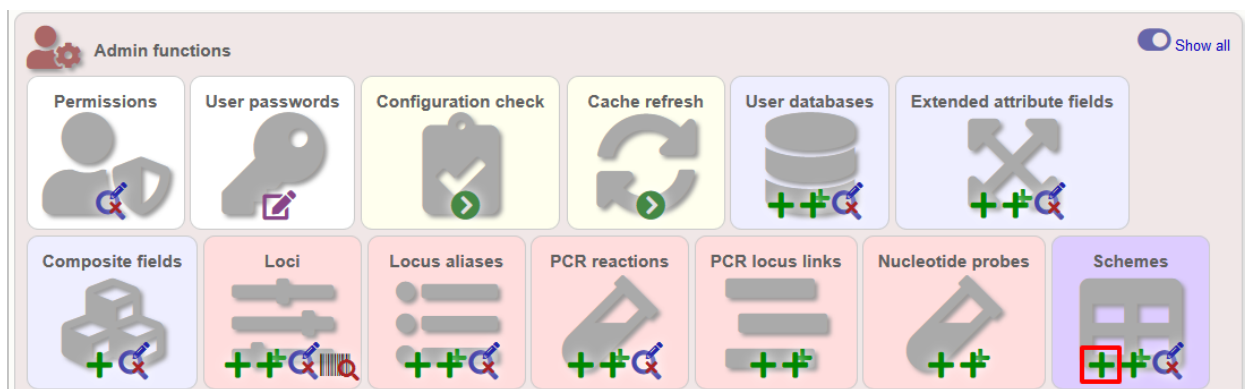 Admin functions
Show all
Permissions
User passwords
Configuration check
Cache refresh
User databases
Extended attribute fields
Composite fields
Loci
Locus aliases
PCR reactions
PCR locus links
Nucleotide probes
Schemes